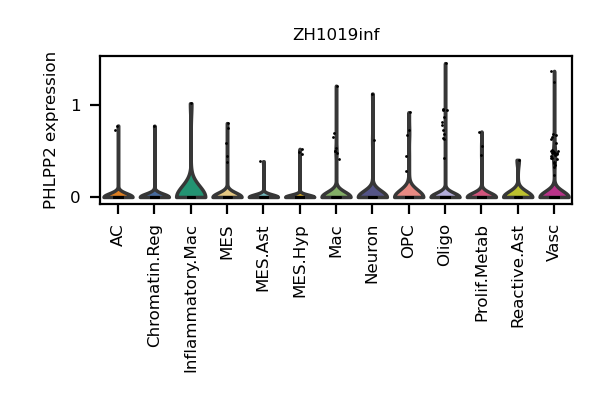 ZH1019inf
PHLPP2 expression
1
0
AC
Chromatin.Reg
Inflammatory.Mac
MES
MES.Ast
MES.Hyp
Mac
Neuron
OPC
Oligo
Prolif.Metab
Reactive.Ast
Vasc